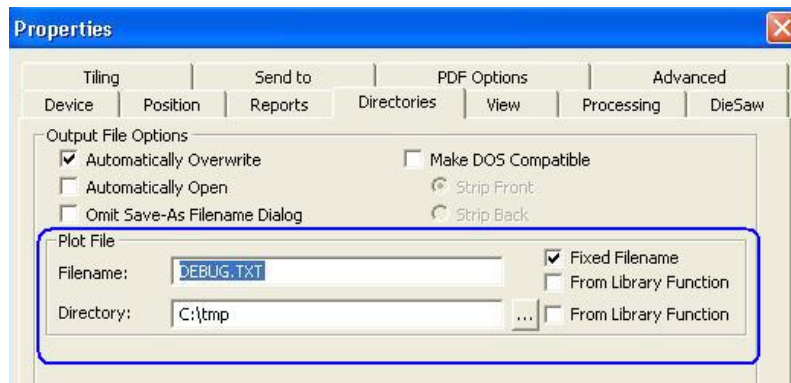 Properties
Tiling Send to PDF Options Advanced
Device Position Reports Directories View Processing DieSaw
Output File Options
Automatically Overwrite Make DOS Compatible
Automatically Open Strip Front
Omit Save-As Filename Dialog Strip Back
Plot File
Filename: DEBUG.TXT Fixed Filename
From Library Function
Directory: C:\tmp ... From Library Function